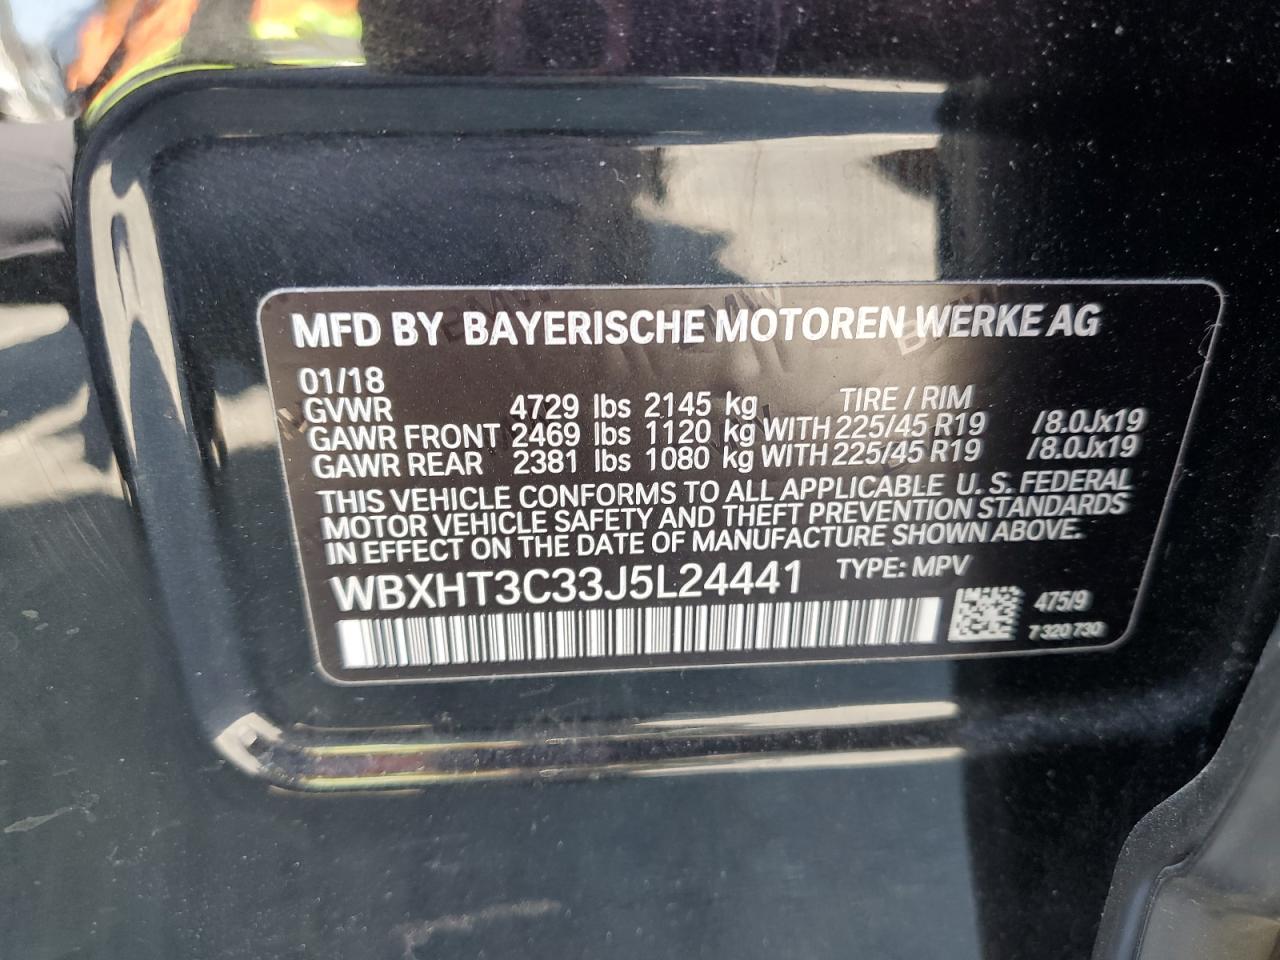 MFD BY BAYERISCHE MOTOREN WERKE AG
01/18 TIRE / RIM
GVWR 4729 lbs 2145 kg
GAWR FRONT 2469 lbs 1120 kg WITH 225/45 R19 /8.0Jx19
GAWR REAR 2381 lbs 1080 kg WITH 225/45 R19 /8.0Jx19
THIS VEHICLE CONFORMS TO ALL APPLICABLE U. S. FEDERAL
MOTOR VEHICLE SAFETY AND THEFT PREVENTION STANDARDS
IN EFFECT ON THE DATE OF MANUFACTURE SHOWN ABOVE.
WBXHT3C33J5L24441 TYPE: MPV
475/9
7 320 730